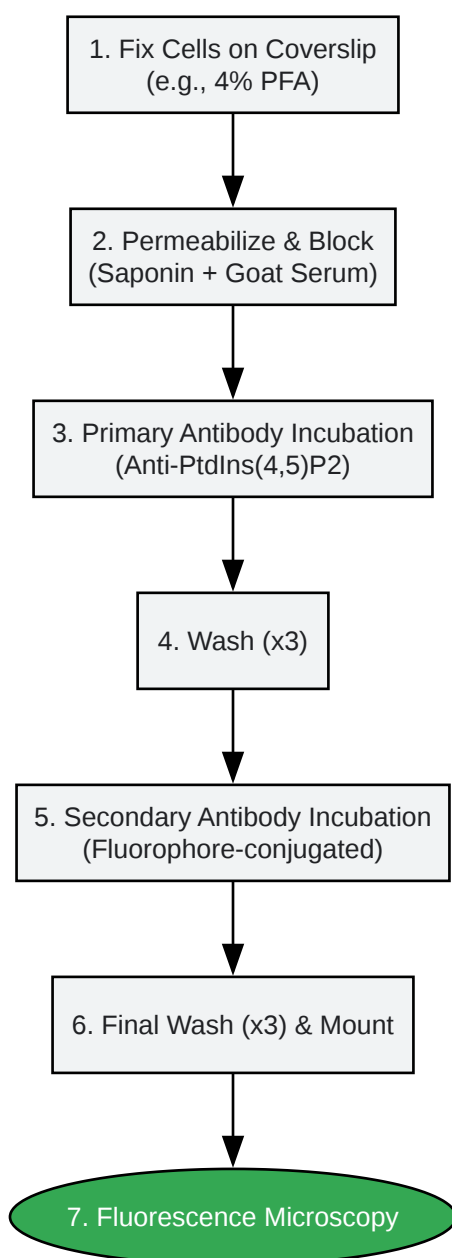 1. Fix Cells on Coverslip
(e.g., 4% PFA)
2. Permeabilize & Block
(Saponin + Goat Serum)
3. Primary Antibody Incubation
(Anti-PtdIns(4,5)P2)
4. Wash (x3)
5. Secondary Antibody Incubation
(Fluorophore-conjugated)
6. Final Wash (x3) & Mount
7. Fluorescence Microscopy